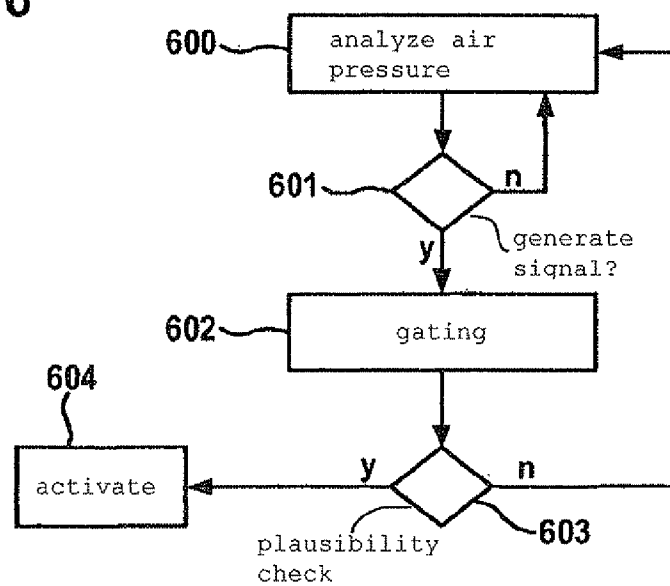 6
600
analyze air
pressure
601
n
generate
signal?
y
602
gating
604
activate
y
n
603
plausibility
check